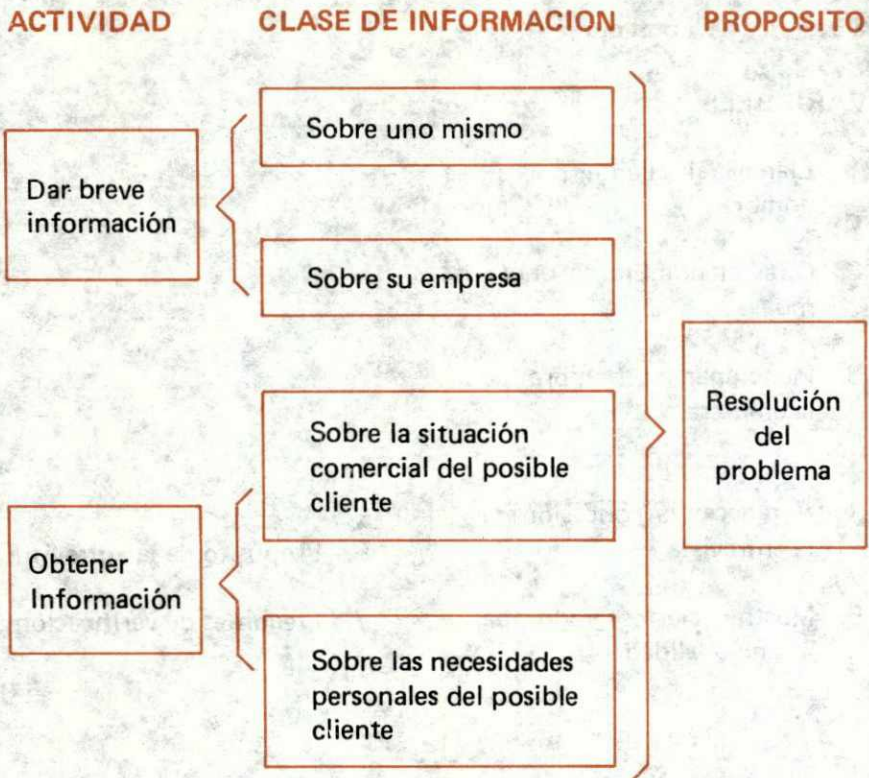 ACTIVIDAD CLASE DE INFORMACION PROPOSITO
Dar breve
información
Sobre uno mismo
Sobre su empresa
Obtener
Información
Sobre la situación
comercial del posible
cliente
Sobre las necesidades
personales del posible
cliente
Resolución
del
problema